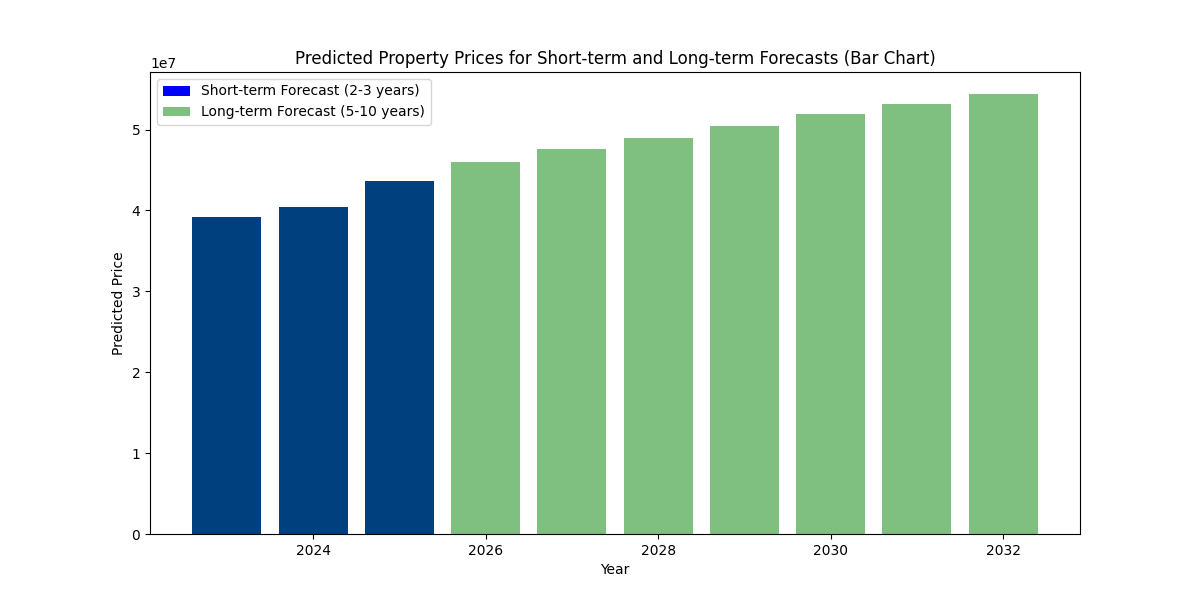 Predicted Property Prices for Short-term and Long-term Forecasts (Bar Chart)
1e7
Short-term Forecast (2-3 years)
Long-term Forecast (5-10 years)
5
4
3
2
1
0
Predicted Price
2024 2026 2028 2030 2032
Year